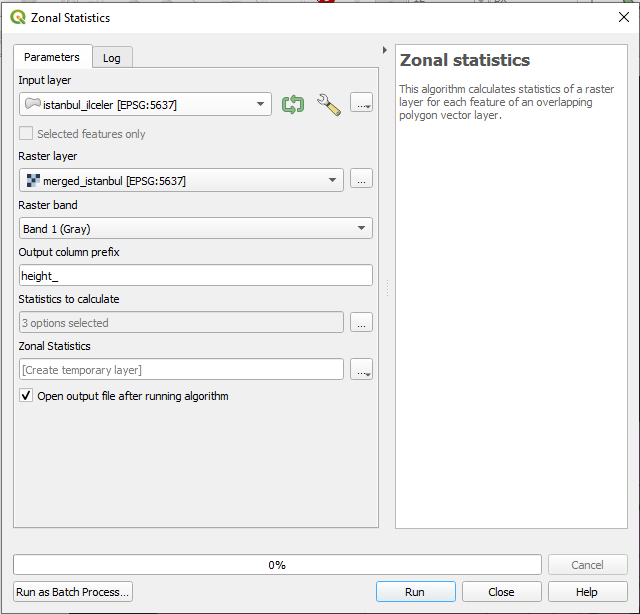 Zonal Statistics
Parameters
Log
Input layer
istanbul_ilceler [EPSG:5637]
...
Selected features only
Raster layer
merged_istanbul [EPSG:5637]
...
Raster band
Band 1 (Gray)
Output column prefix
height_
Statistics to calculate
3 options selected
...
Zonal Statistics
[Create temporary layer]
...
Open output file after running algorithm
Zonal statistics
This algorithm calculates statistics of a raster
layer for each feature of an overlapping
polygon vector layer.
0%
Cancel
Run as Batch Process...
Run
Close
Help